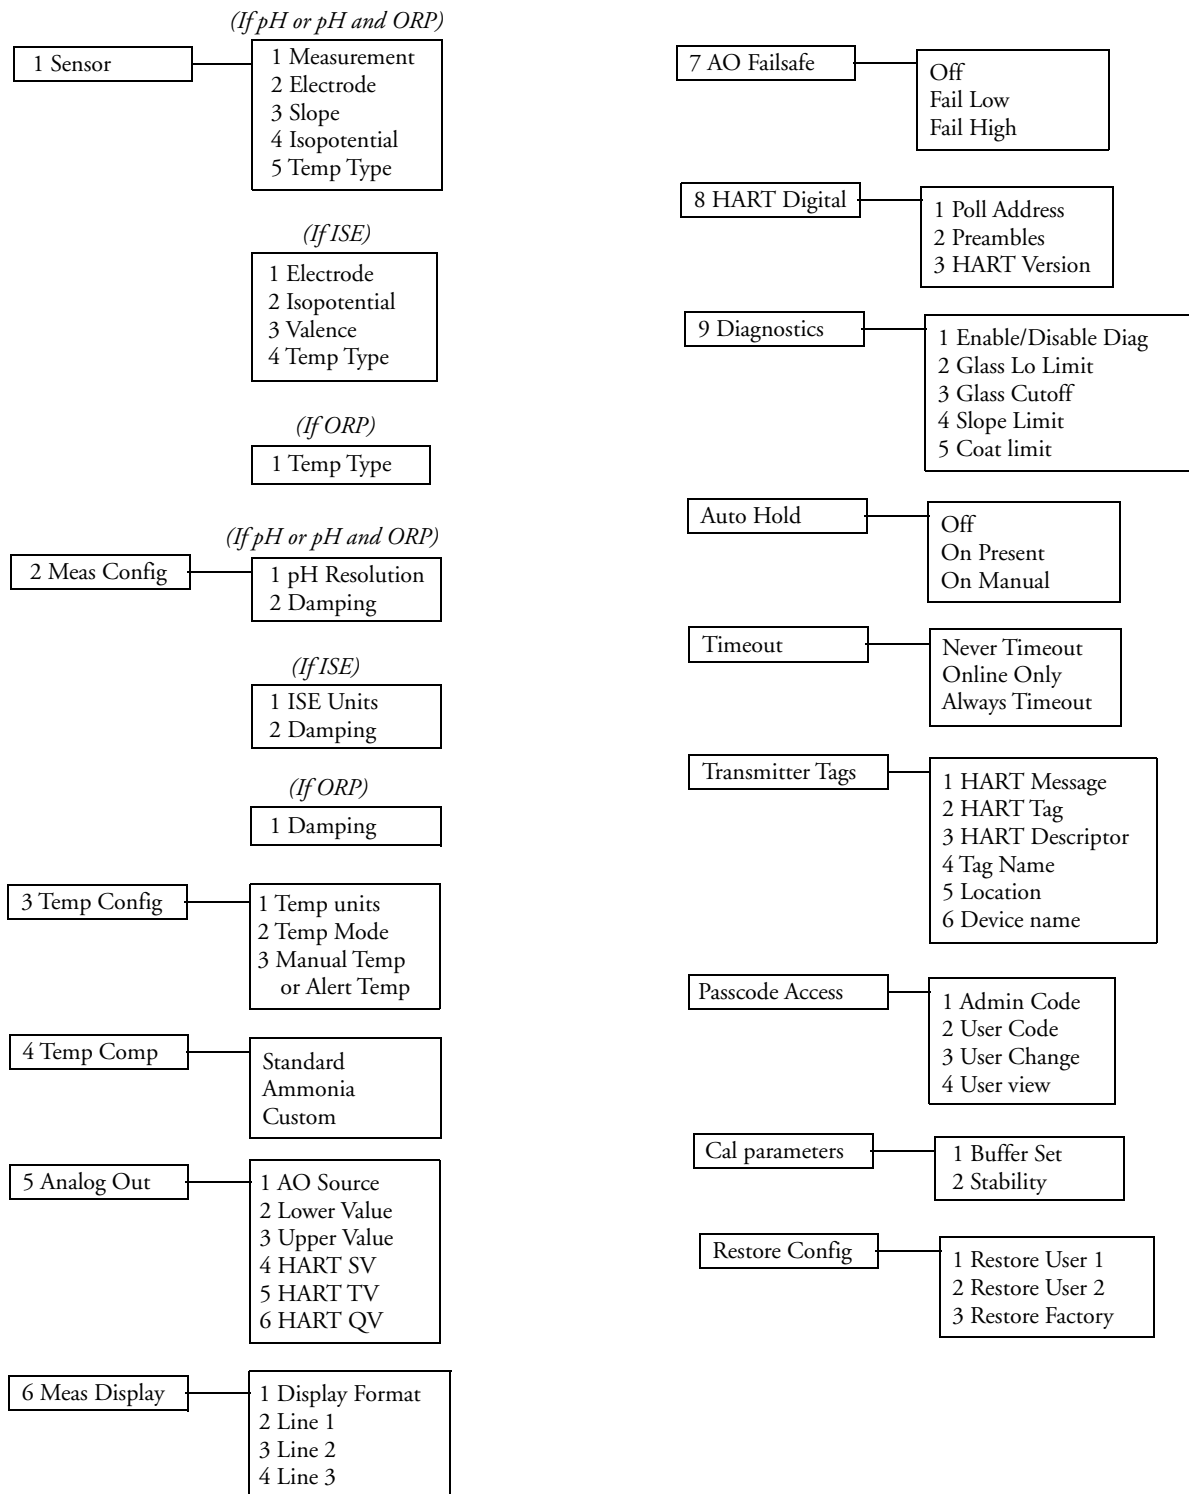 (If pH or pH and ORP)
1 Sensor
1 Measurement
2 Electrode
3 Slope
4 Isopotential
5 Temp Type
(If ISE)
1 Electrode
2 Isopotential
3 Valence
4 Temp Type
(If ORP)
1 Temp Type
(If pH or pH and ORP)
2 Meas Config
1 pH Resolution
2 Damping
(If ISE)
1 ISE Units
2 Damping
(If ORP)
1 Damping
3 Temp Config
1 Temp units
2 Temp Mode
3 Manual Temp
or Alert Temp
4 Temp Comp
Standard
Ammonia
Custom
5 Analog Out
1 AO Source
2 Lower Value
3 Upper Value
4 HART SV
5 HART TV
6 HART QV
6 Meas Display
1 Display Format
2 Line 1
3 Line 2
4 Line 3
7 AO Failsafe
Off
Fail Low
Fail High
8 HART Digital
1 Poll Address
2 Preambles
3 HART Version
9 Diagnostics
1 Enable/Disable Diag
2 Glass Lo Limit
3 Glass Cutoff
4 Slope Limit
5 Coat limit
Auto Hold
Off
On Present
On Manual
Timeout
Never Timeout
Online Only
Always Timeout
Transmitter Tags
1 HART Message
2 HART Tag
3 HART Descriptor
4 Tag Name
5 Location
6 Device name
Passcode Access
1 Admin Code
2 User Code
3 User Change
4 User view
Cal parameters
1 Buffer Set
2 Stability
Restore Config
1 Restore User 1
2 Restore User 2
3 Restore Factory